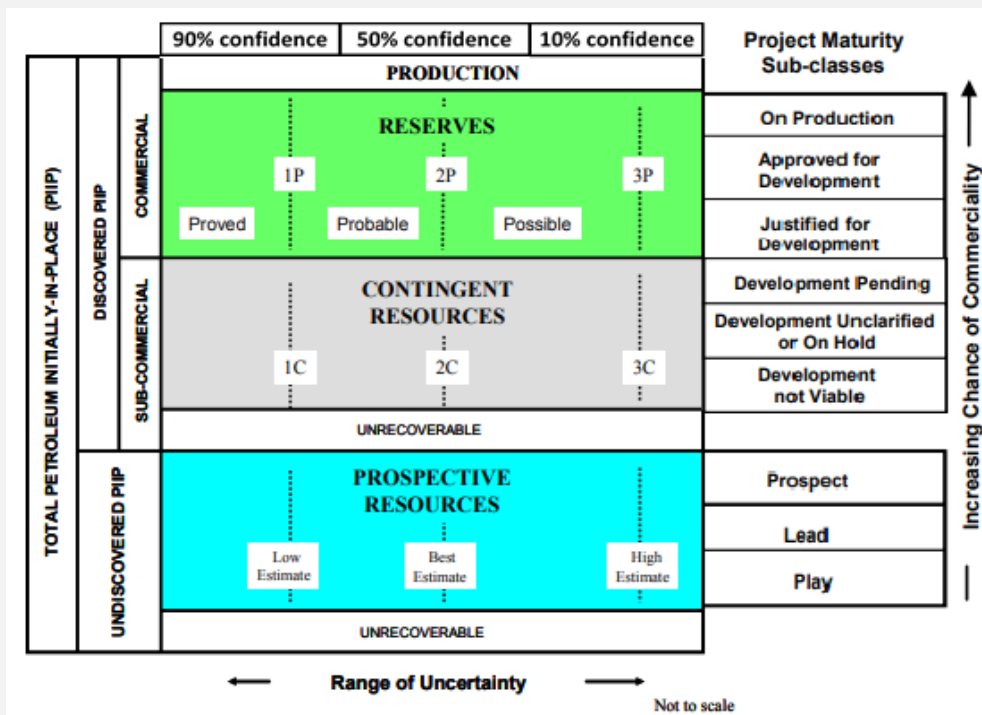 90% confidence
50% confidence
10% confidence
Project Maturity
Sub-classes
PRODUCTION
RESERVES
1P
2P
3P
Proved
Probable
Possible
On Production
Approved for
Development
Justified for
Development
CONTINGENT
RESOURCES
1C
2C
3C
Development Pending
Development Unclarified
or On Hold
Development
not Viable
UNRECOVERABLE
PROSPECTIVE
RESOURCES
Low
Estimate
Best
Estimate
High
Estimate
Prospect
Lead
Play
UNRECOVERABLE
TOTAL PETROLEUM INITIALLY-IN-PLACE (PIIP)
DISCOVERED PIIP
UNDISCOVERED PIIP
COMMERCIAL
SUB-COMMERCIAL
Increasing Chance of Commerciality
Range of Uncertainty
Not to scale